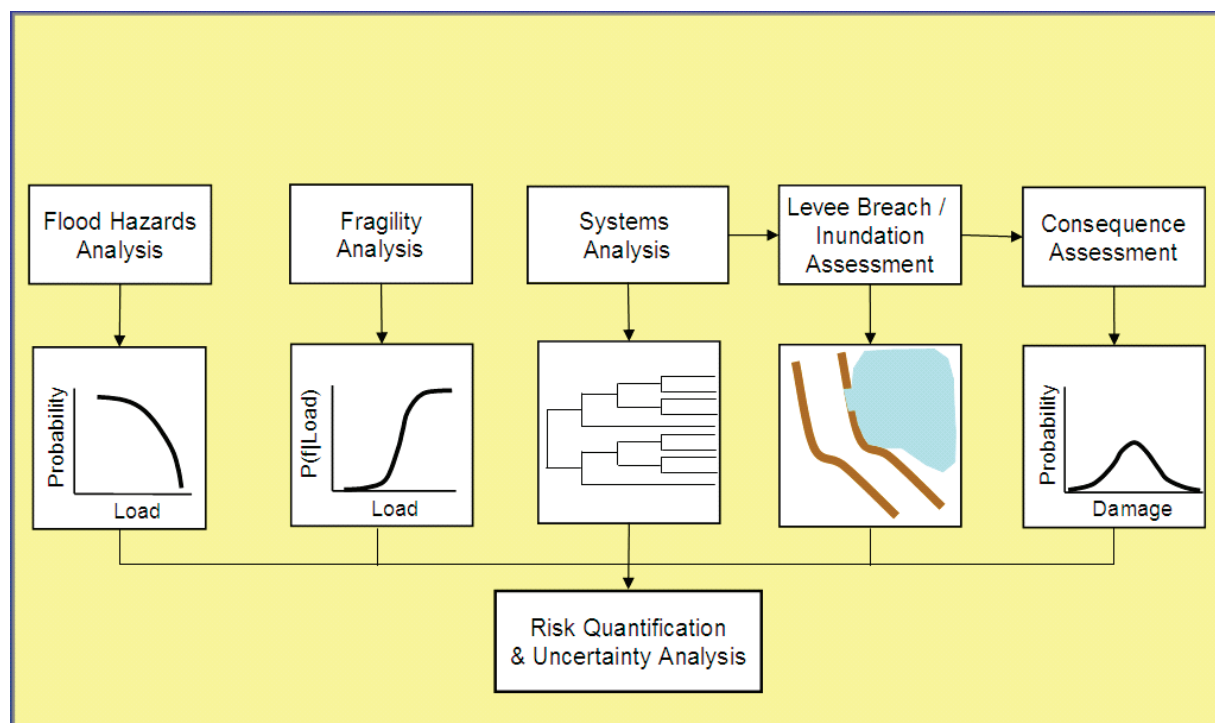 Flood Hazards
Analysis
Fragility
Analysis
Systems
Analysis
Levee Breach /
Inundation
Assessment
Consequence
Assessment
Probability
Load
P(f|Load)
Load
Probability
Damage
Risk Quantification
& Uncertainty Analysis